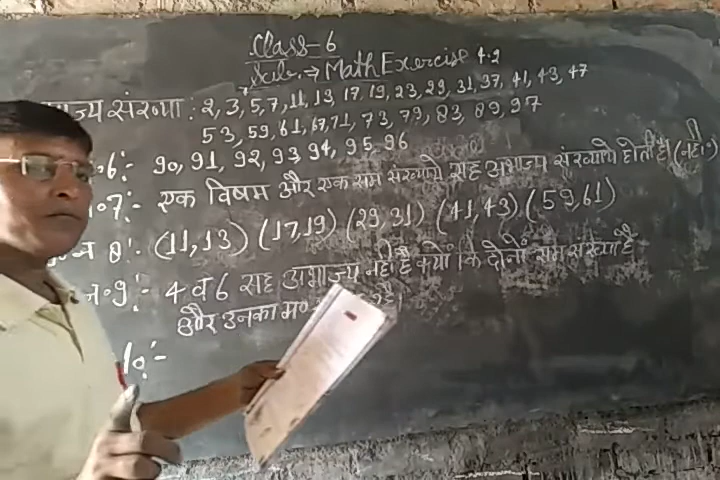 Class-6
Sub.→ Math Exercise 4.2
ाज्य संख्या : 2, 3, 5, 7, 11, 13, 17, 19, 23, 29, 31, 37, 41, 43, 47
53, 59, 61, 67, 71, 73, 79, 83, 89, 97
6:- 90, 91, 92, 93, 94, 95, 96
7:- एक विषम और एक सम संख्याये सह अभाज्य संख्याये होती है। (नही॰)
8:- (11, 13) (17, 19) (29, 31) (41, 43) (59, 61)
9:- 4 व 6 सह अभाज्य नहीं है क्यों कि दोनों सम संख्या है
और उनका म॰ है।
10:-